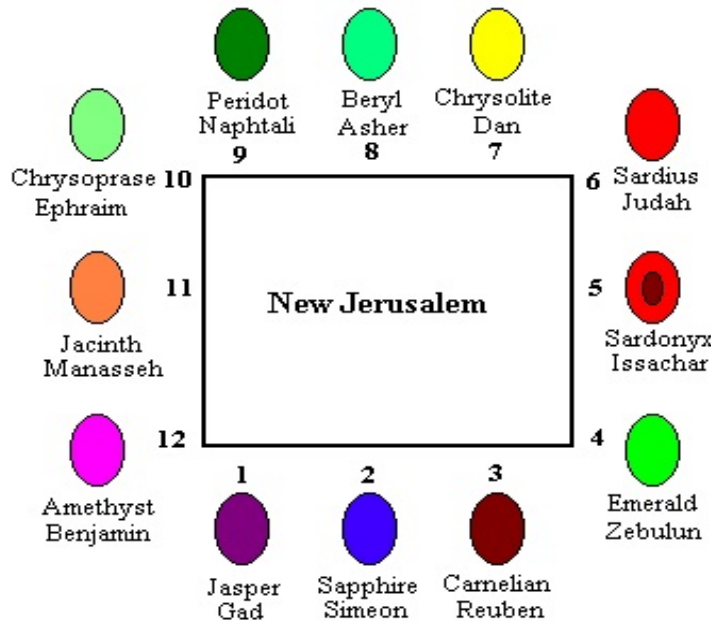 Peridot
Naphtali
9
Beryl
Asher
8
Chrysolite
Dan
7
Chrysoprase
Ephraim
10
6
Sardius
Judah
Jacinth
Manasseh
11
New Jerusalem
5
Sardonyx
Issachar
Amethyst
Benjamin
12
4
Emerald
Zebulun
1
Jasper
Gad
2
Sapphire
Simeon
3
Carnelian
Reuben